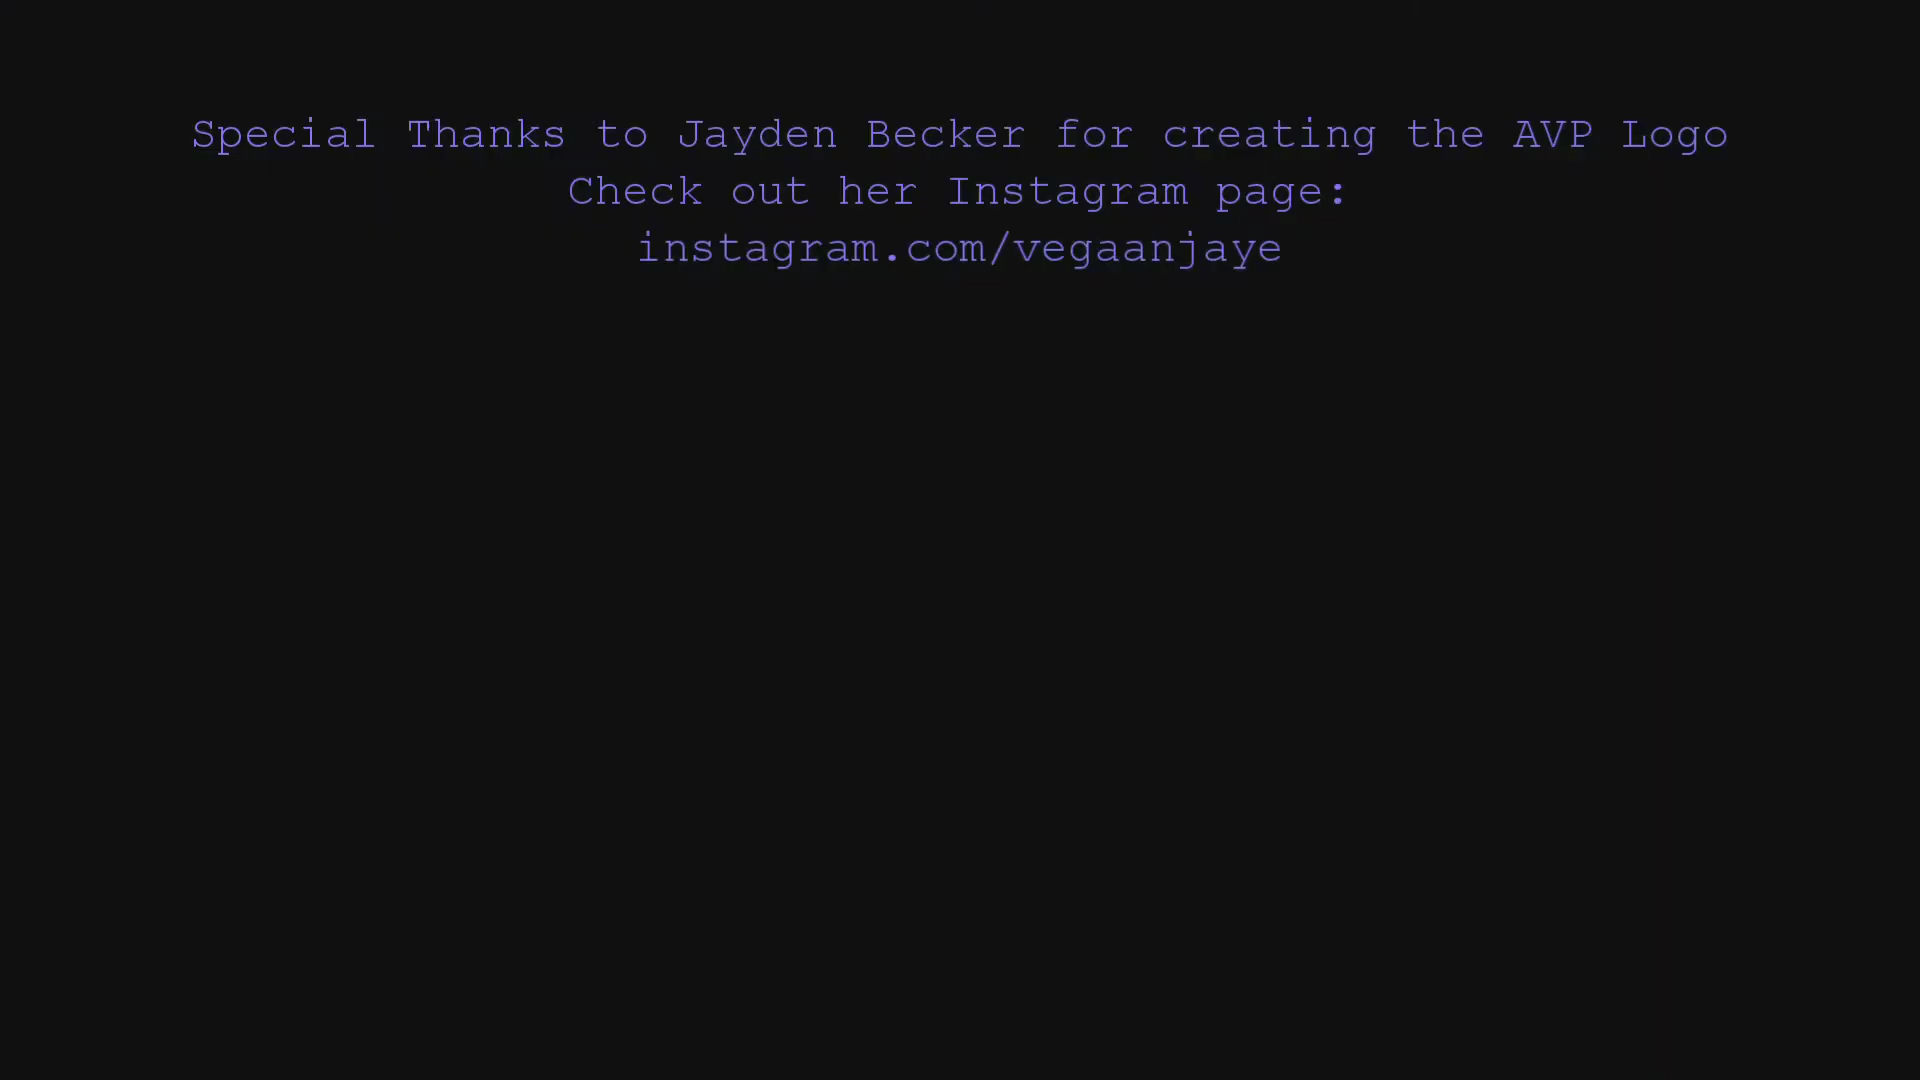 Special Thanks to Jayden Becker for creating the AVP Logo
Check out her Instagram page:
instagram.com/vegaanjaye